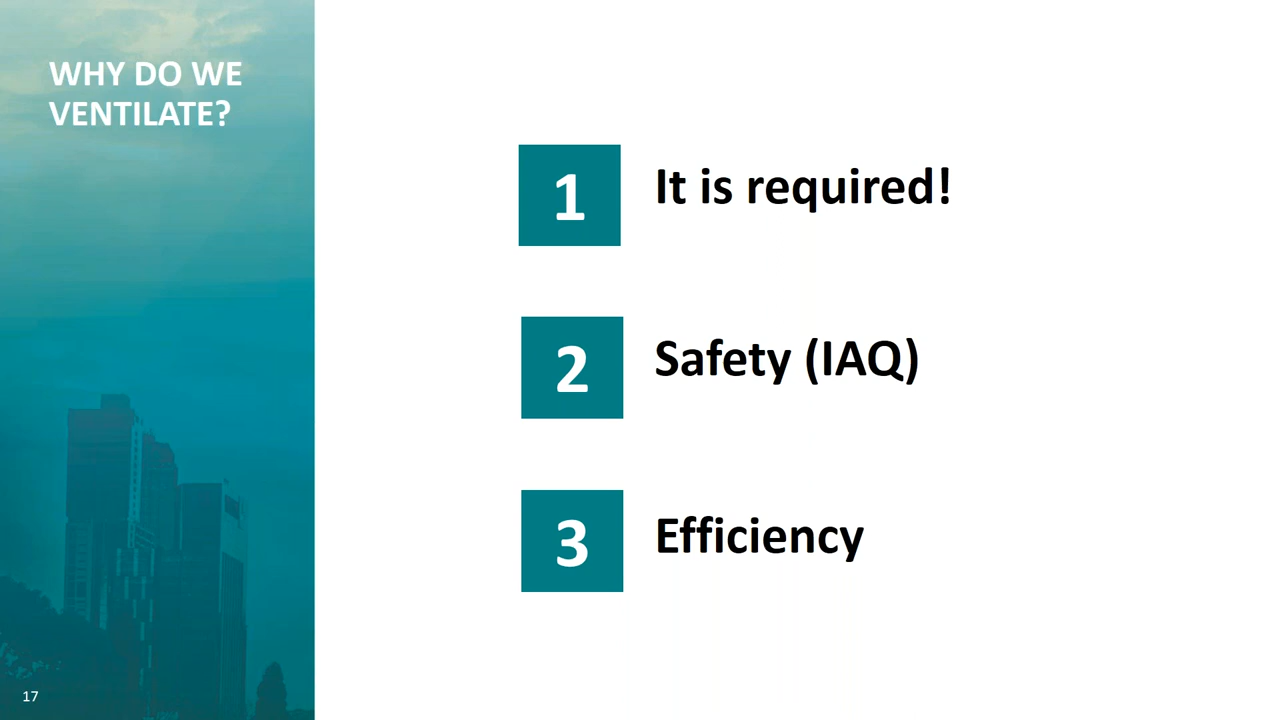 WHY DO WE
VENTILATE?
1
It is required!
2
Safety (IAQ)
3
Efficiency
17